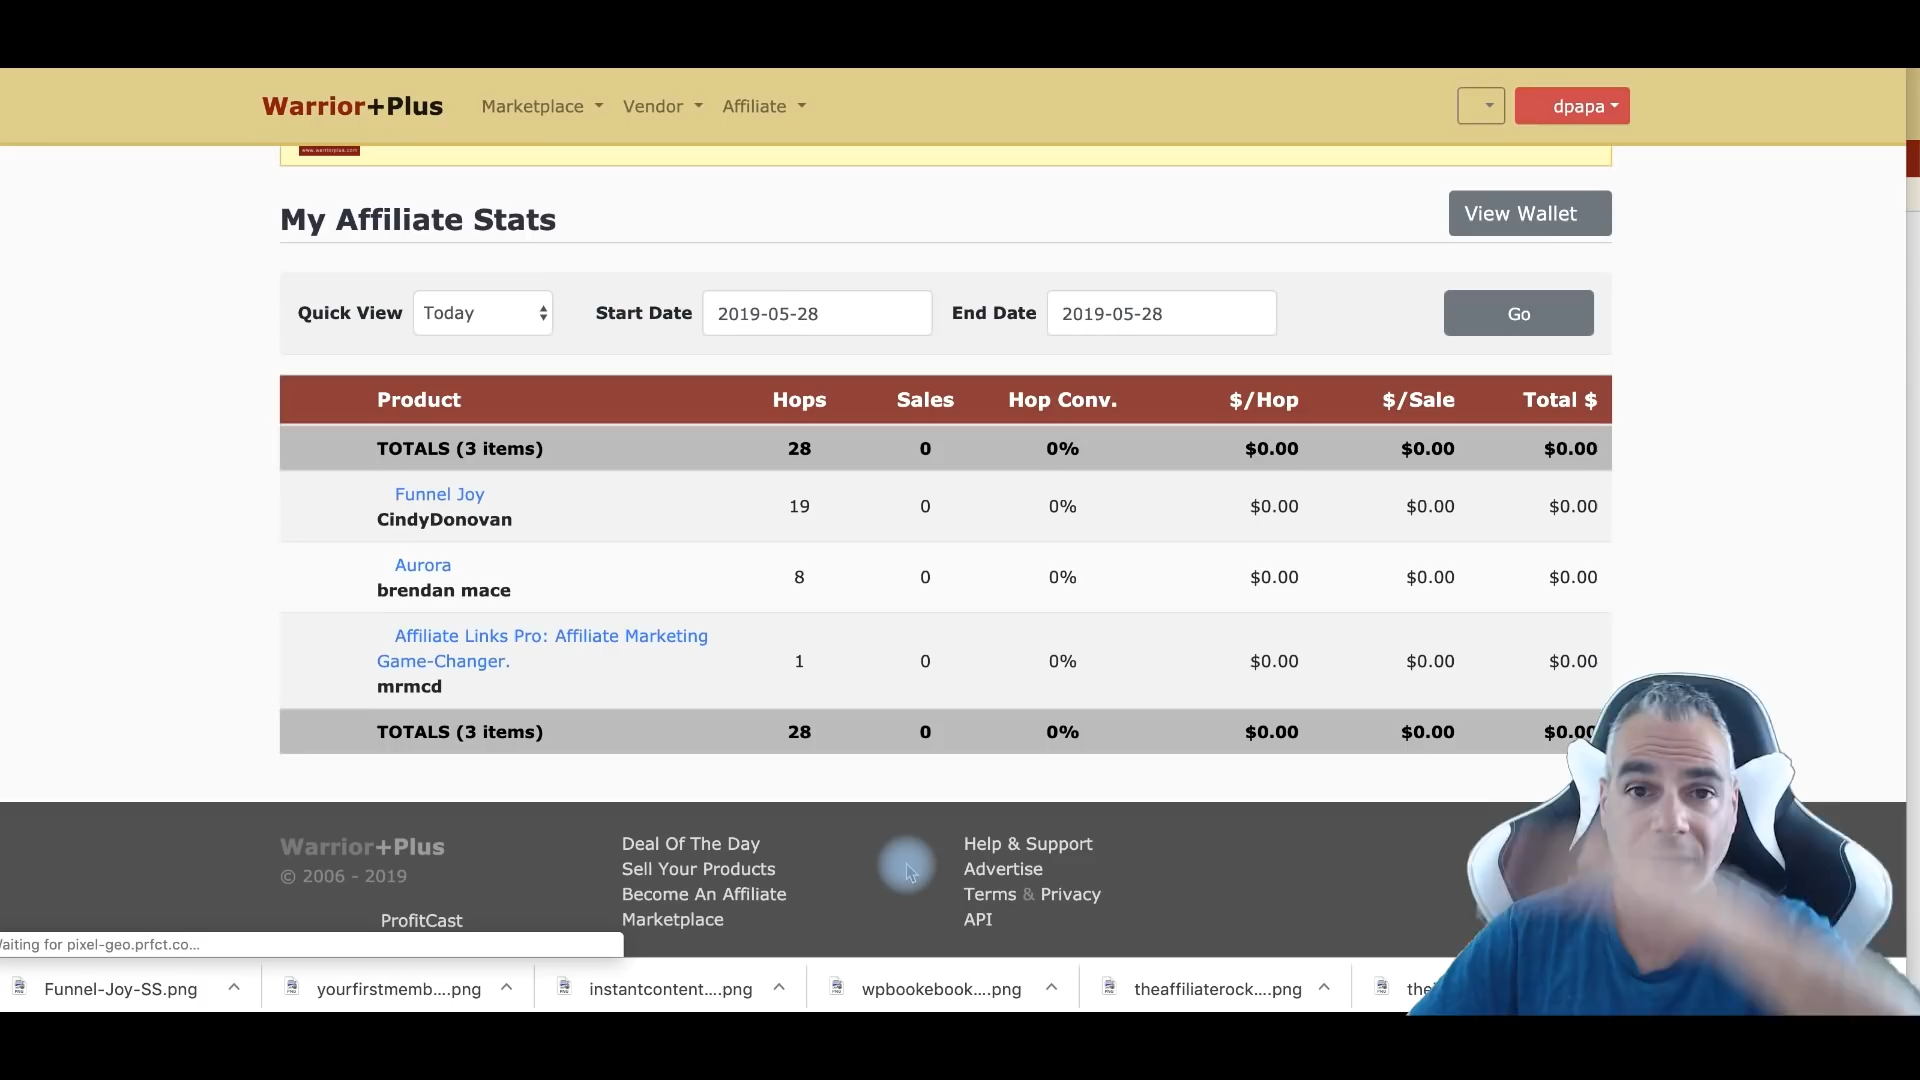 Warrior+Plus Marketplace Vendor Affiliate dpapa
www.warriorplus.com
My Affiliate Stats View Wallet
Quick View Today Start Date 2019-05-28 End Date 2019-05-28 Go
Product Hops Sales Hop Conv. $/Hop $/Sale Total $
TOTALS (3 items) 28 0 0% $0.00 $0.00 $0.00
Funnel Joy
CindyDonovan 19 0 0% $0.00 $0.00 $0.00
Aurora
brendan mace 8 0 0% $0.00 $0.00 $0.00
Affiliate Links Pro: Affiliate Marketing
Game-Changer. 1 0 0% $0.00 $0.00 $0.00
mrmcd
TOTALS (3 items) 28 0 0% $0.00 $0.00 $0.00
Warrior+Plus
© 2006 - 2019
ProfitCast
Deal Of The Day
Sell Your Products
Become An Affiliate
Marketplace
Help & Support
Advertise
Terms & Privacy
API
Waiting for pixel-geo.prfct.co...
Funnel-Joy-SS.png yourfirstmemb....png instantcontent....png wpbookebook....png theaffiliaterock....png